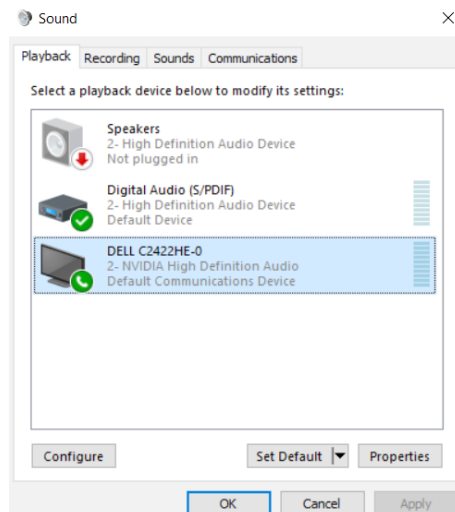 Sound
Playback Recording Sounds Communications
Select a playback device below to modify its settings:
Speakers
2- High Definition Audio Device
Not plugged in
Digital Audio (S/PDIF)
2- High Definition Audio Device
Default Device
DELL C2422HE-0
2- NVIDIA High Definition Audio
Default Communications Device
Configure Set Default Properties
OK Cancel Apply